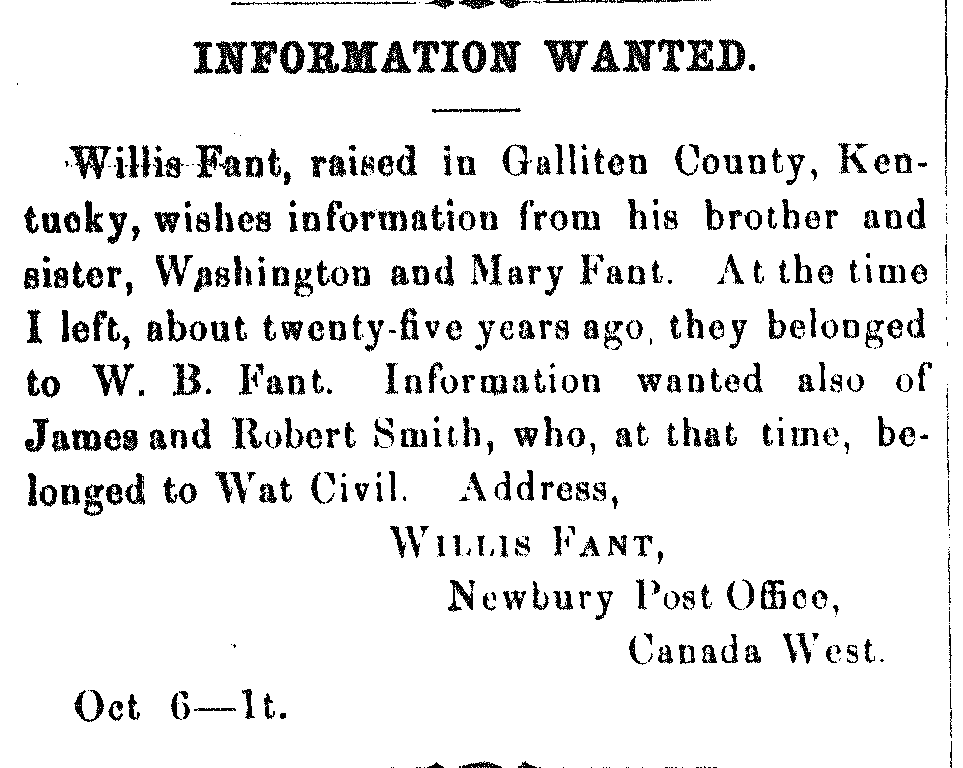 INFORMATION WANTED.
Willis Fant, raised in Galliten County, Ken-
tucky, wishes information from his brother and
sister, Washington and Mary Fant. At the time
I left, about twenty-five years ago, they belonged
to W. B. Fant. Information wanted also of
James and Robert Smith, who, at that time, be-
longed to Wat Civil. Address,
WILLIS FANT,
Newbury Post Office,
Canada West.
Oct 6—1t.